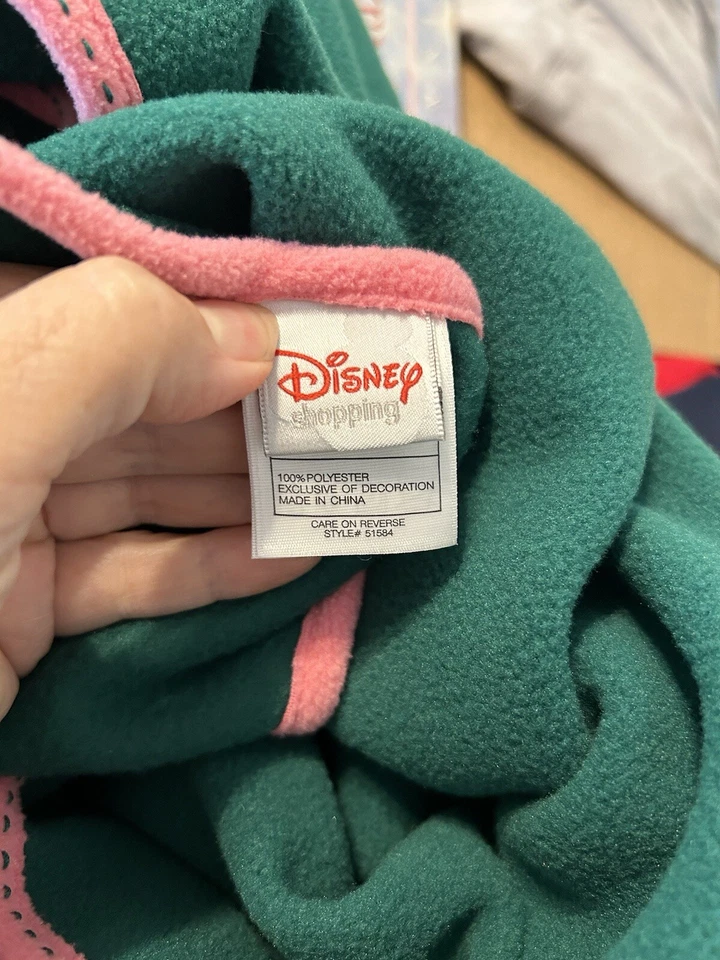 Disney
shopping
100% POLYESTER
EXCLUSIVE OF DECORATION
MADE IN CHINA
CARE ON REVERSE
STYLE# 51584